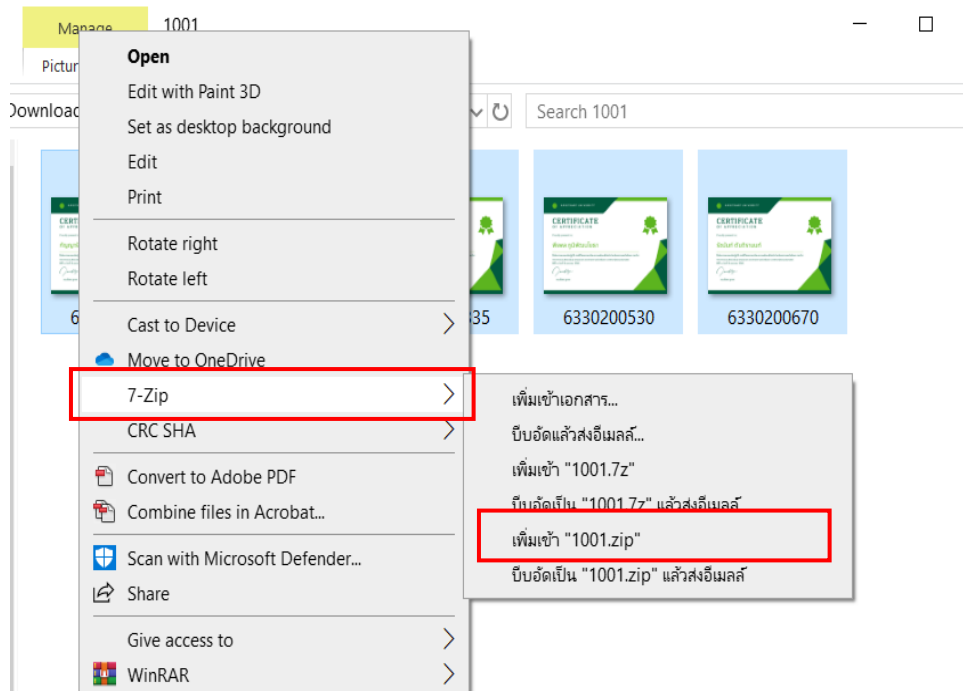 Manage 1001
Pictur
Download
Search 1001
Open
Edit with Paint 3D
Set as desktop background
Edit
Print
Rotate right
Rotate left
Cast to Device
Move to OneDrive
7-Zip
CRC SHA
Convert to Adobe PDF
Combine files in Acrobat...
Scan with Microsoft Defender...
Share
Give access to
WinRAR
CERTIFICATE
CERTIFICATE
6
335
6330200530
6330200670
เพิ่มเข้าเอกสาร...
บีบอัดแล้วส่งอีเมลล์...
เพิ่มเข้า "1001.7z"
บีบอัดเป็น "1001.7z" แล้วส่งอีเมลล์
เพิ่มเข้า "1001.zip"
บีบอัดเป็น "1001.zip" แล้วส่งอีเมลล์